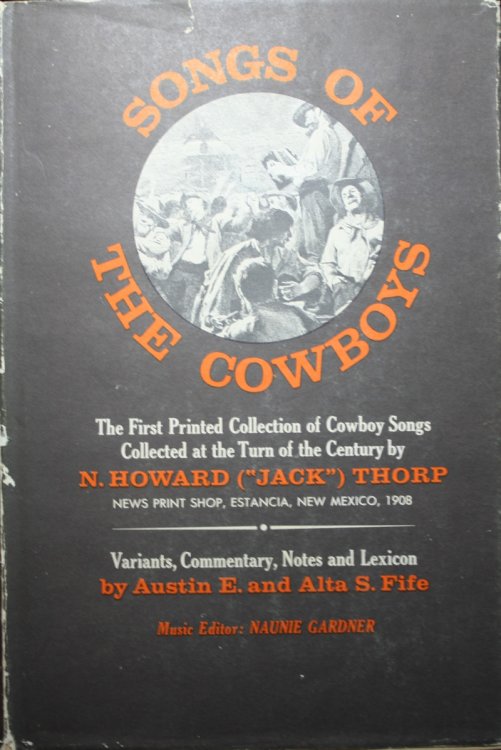 SONGS OF
THE COWBOYS
The First Printed Collection of Cowboy Songs
Collected at the Turn of the Century by
N. HOWARD ("JACK") THORP
NEWS PRINT SHOP, ESTANCIA, NEW MEXICO, 1908
Variants, Commentary, Notes and Lexicon
by Austin E. and Alta S. Fife
Music Editor: NAUNIE GARDNER